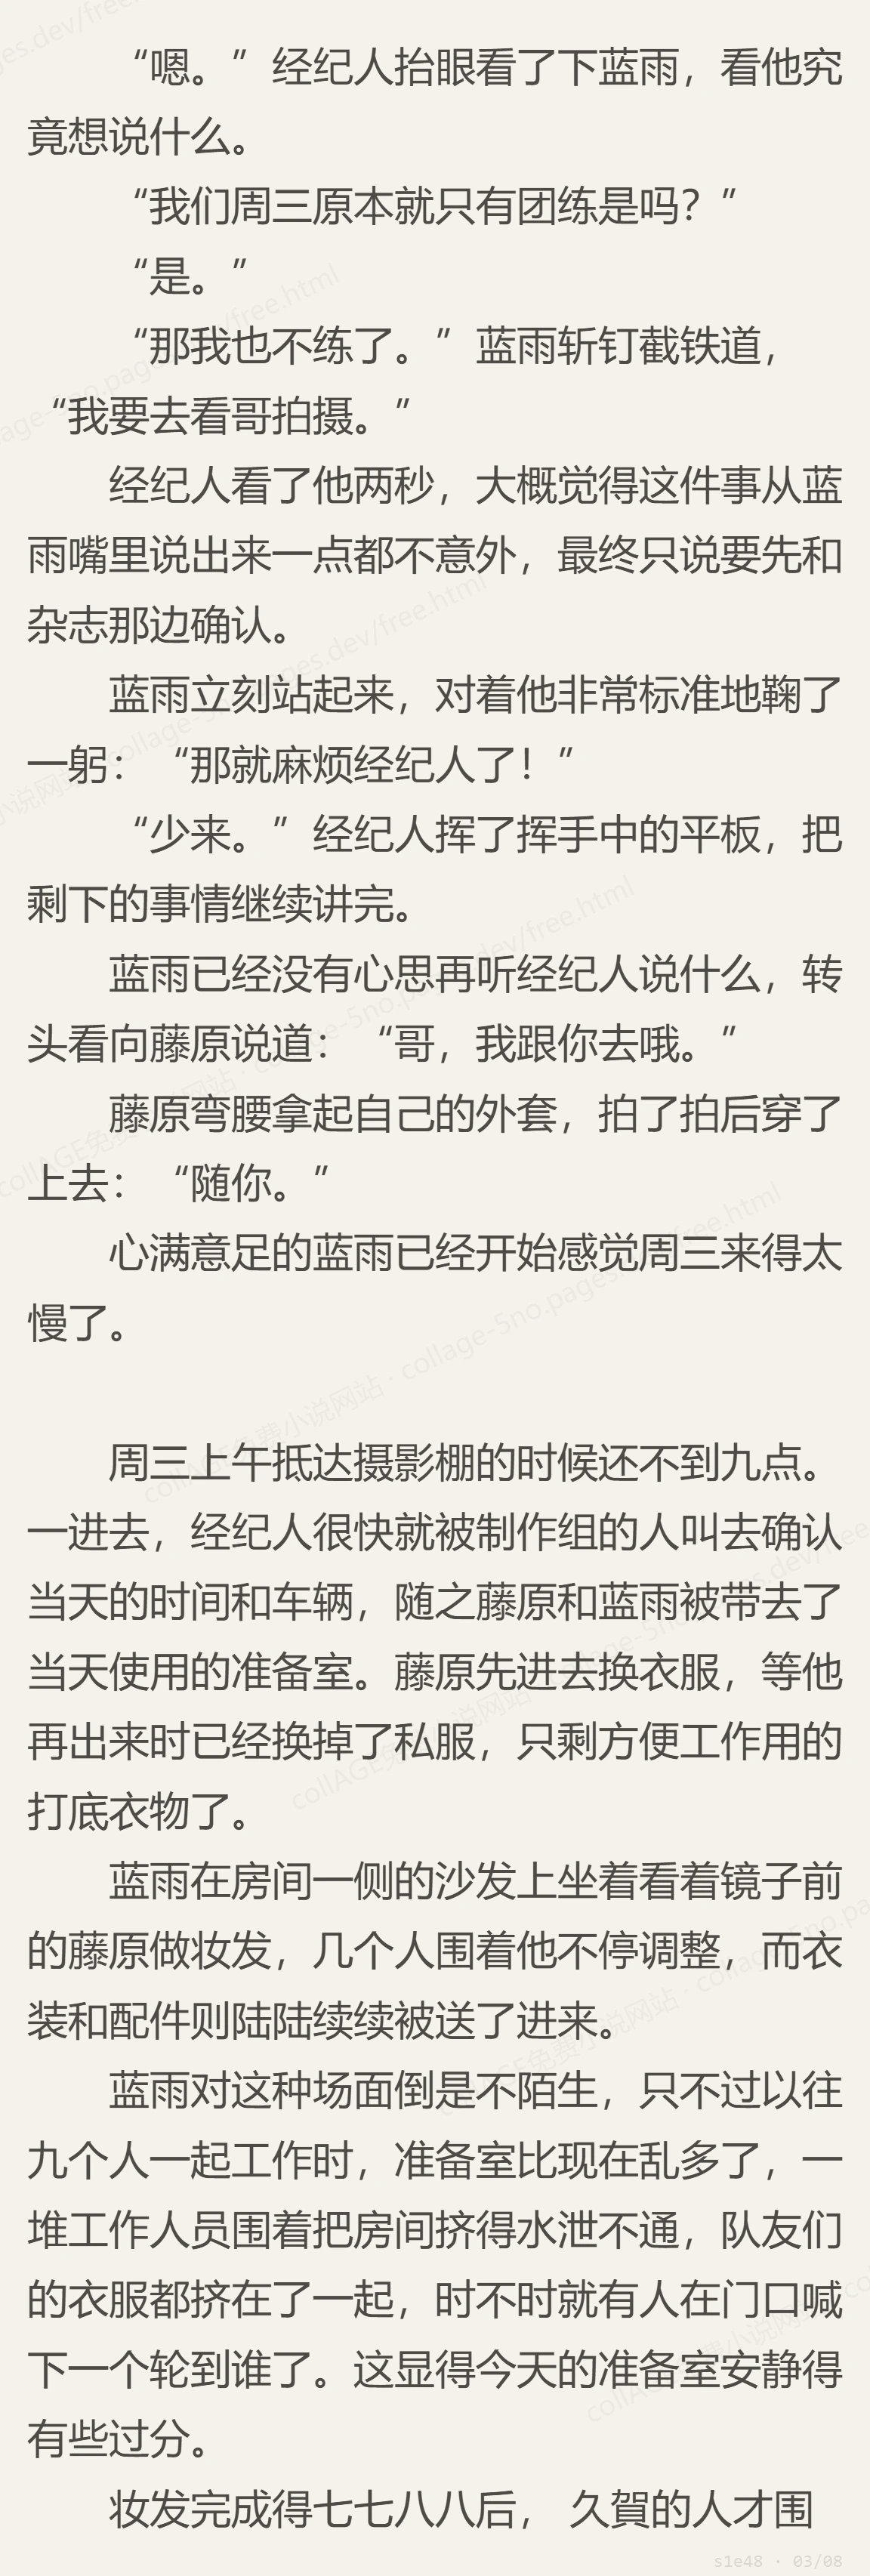 “嗯。”经纪人抬眼看了下蓝雨，看他究
竟想说什么。
“我们周三原本就只有团练是吗？”
“是。”
“那我也不练了。”蓝雨斩钉截铁道，
“我要去看哥拍摄。”
经纪人看了他两秒，大概觉得这件事从蓝
雨嘴里说出来一点都不意外，最终只说要先和
杂志那边确认。
蓝雨立刻站起来，对着他非常标准地鞠了
一躬：“那就麻烦经纪人了！”
“少来。”经纪人挥了挥手中的平板，把
剩下的事情继续讲完。
蓝雨已经没有心思再听经纪人说什么，转
头看向藤原说道：“哥，我跟你去哦。”
藤原弯腰拿起自己的外套，拍了拍后穿了
上去：“随你。”
心满意足的蓝雨已经开始感觉周三来得太
慢了。
周三上午抵达摄影棚的时候还不到九点。
一进去，经纪人很快就被制作组的人叫去确认
当天的时间和车辆，随之藤原和蓝雨被带去了
当天使用的准备室。藤原先进去换衣服，等他
再出来时已经换掉了私服，只剩方便工作用的
打底衣物了。
蓝雨在房间一侧的沙发上坐着看着镜子前
的藤原做妆发，几个人围着他不停调整，而衣
装和配件则陆陆续续被送了进来。
蓝雨对这种场面倒是不陌生，只不过以往
九个人一起工作时，准备室比现在乱多了，一
堆工作人员围着把房间挤得水泄不通，队友们
的衣服都挤在了一起，时不时就有人在门口喊
下一个轮到谁了。这显得今天的准备室安静得
有些过分。
妆发完成得七七八八后， 久賀的人才围
s1e48 · 03/08
collAGE免费小说网站 · collage-5no.pages.dev/free.html